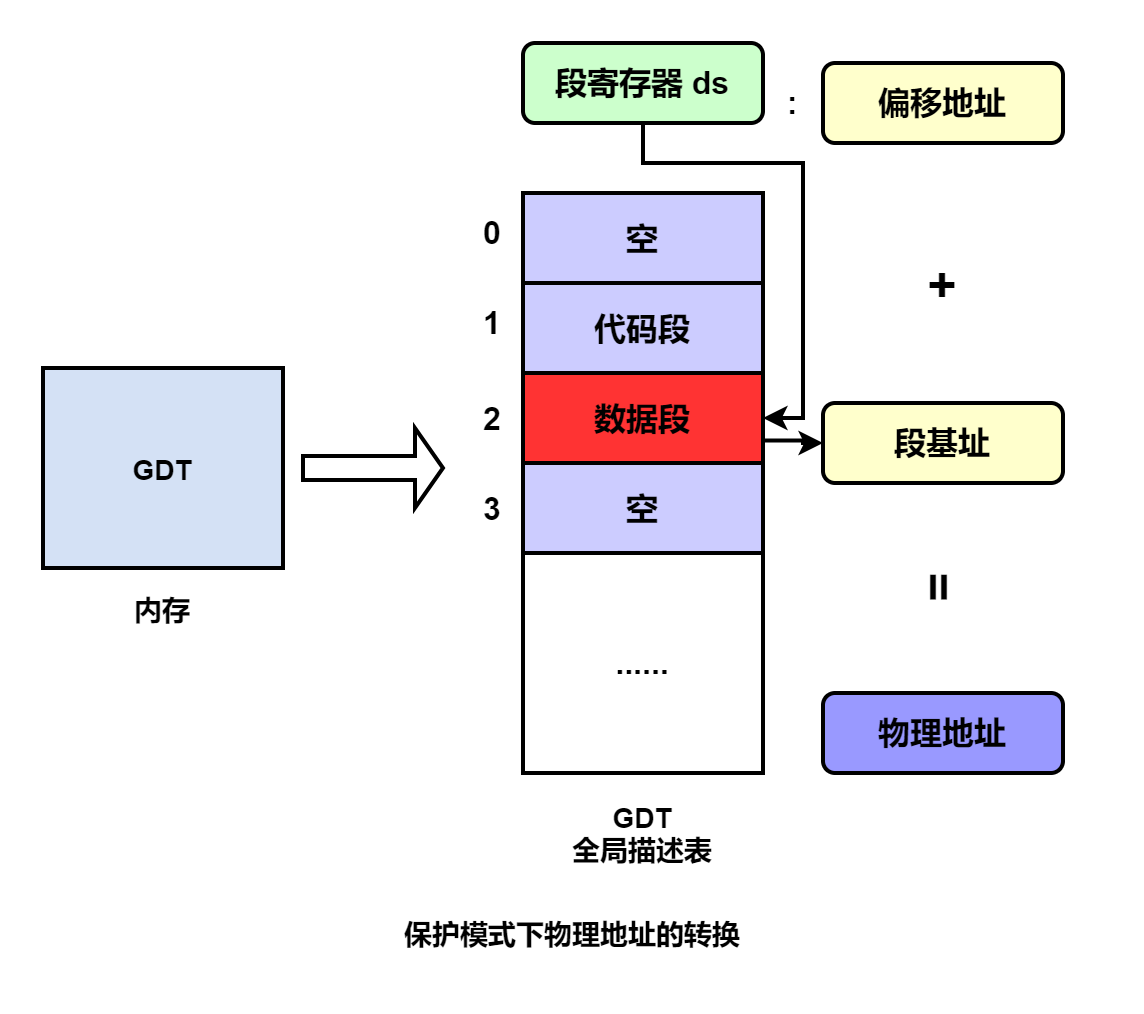 段寄存器 ds
:
偏移地址
0
空
+
1
代码段
2
数据段
段基址
GDT
3
空
=
内存
......
物理地址
GDT
全局描述表
保护模式下物理地址的转换